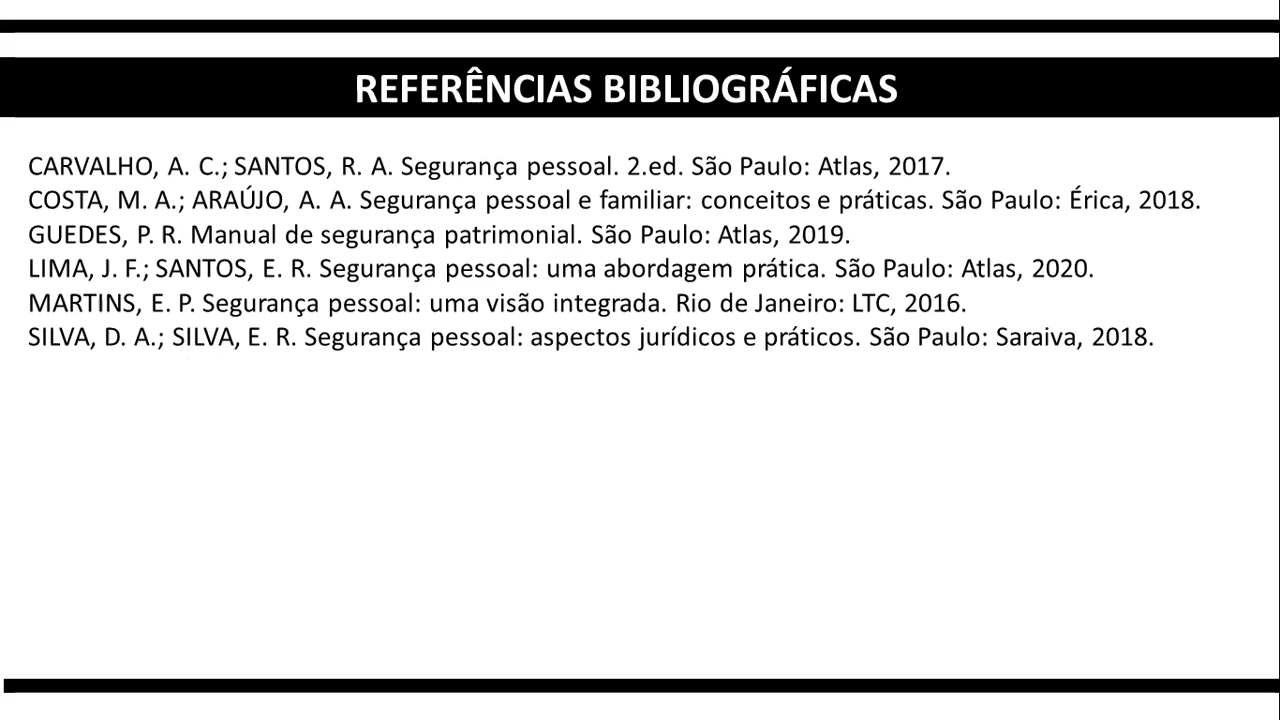 REFERÊNCIAS BIBLIOGRÁFICAS
CARVALHO, A. C.; SANTOS, R. A. Segurança pessoal. 2.ed. São Paulo: Atlas, 2017.
COSTA, M. A.; ARAÚJO, A. A. Segurança pessoal e familiar: conceitos e práticas. São Paulo: Érica, 2018.
GUEDES, P. R. Manual de segurança patrimonial. São Paulo: Atlas, 2019.
LIMA, J. F.; SANTOS, E. R. Segurança pessoal: uma abordagem prática. São Paulo: Atlas, 2020.
MARTINS, E. P. Segurança pessoal: uma visão integrada. Rio de Janeiro: LTC, 2016.
SILVA, D. A.; SILVA, E. R. Segurança pessoal: aspectos jurídicos e práticos. São Paulo: Saraiva, 2018.